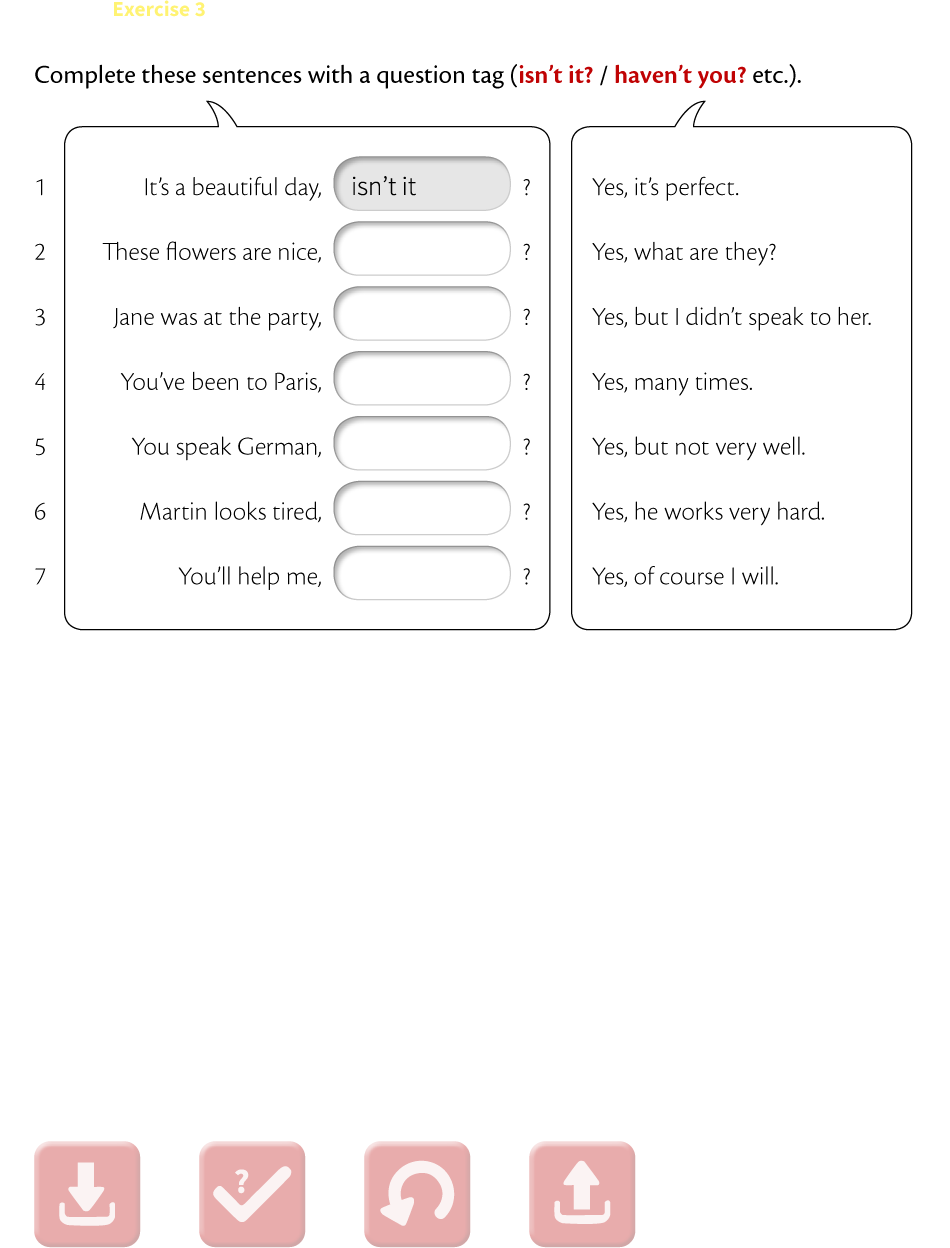 Exercise 3
Complete these sentences with a question tag (isn’t it? / haven’t you? etc.).
1 It’s a beautiful day, isn’t it ? Yes, it’s perfect.
2 These flowers are nice, ? Yes, what are they?
3 Jane was at the party, ? Yes, but I didn’t speak to her.
4 You’ve been to Paris, ? Yes, many times.
5 You speak German, ? Yes, but not very well.
6 Martin looks tired, ? Yes, he works very hard.
7 You’ll help me, ? Yes, of course I will.
?